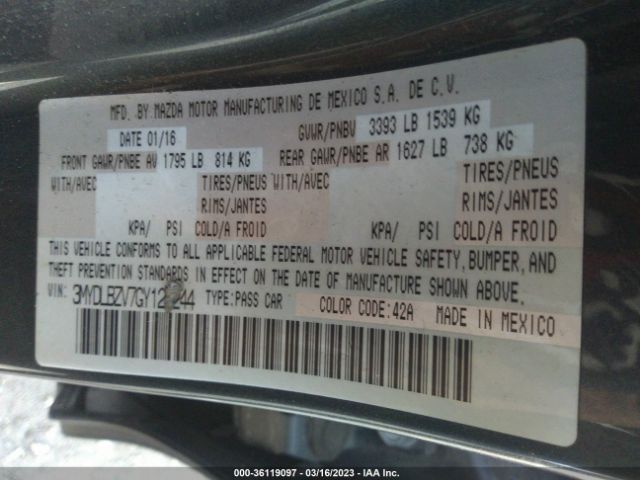 MFD. BY MAZDA MOTOR MANUFACTURING DE MEXICO S.A. DE C.V.
DATE 01/16 GVWR/PNBV 3393 LB 1539 KG
FRONT GAWR/PNBE AV 1795 LB 814 KG REAR GAWR/PNBE AR 1627 LB 738 KG
WITH/AVEC TIRES/PNEUS WITH/AVEC TIRES/PNEUS
RIMS/JANTES RIMS/JANTES
KPA/ PSI COLD/A FROID KPA/ PSI COLD/A FROID
THIS VEHICLE CONFORMS TO ALL APPLICABLE FEDERAL MOTOR VEHICLE SAFETY, BUMPER, AND
THEFT PREVENTION STANDARDS IN EFFECT ON THE DATE OF MANUFACTURE SHOWN ABOVE.
VIN: TYPE: PASS CAR COLOR CODE: 42A MADE IN MEXICO
000-36119097 - 03/16/2023 - IAA Inc.